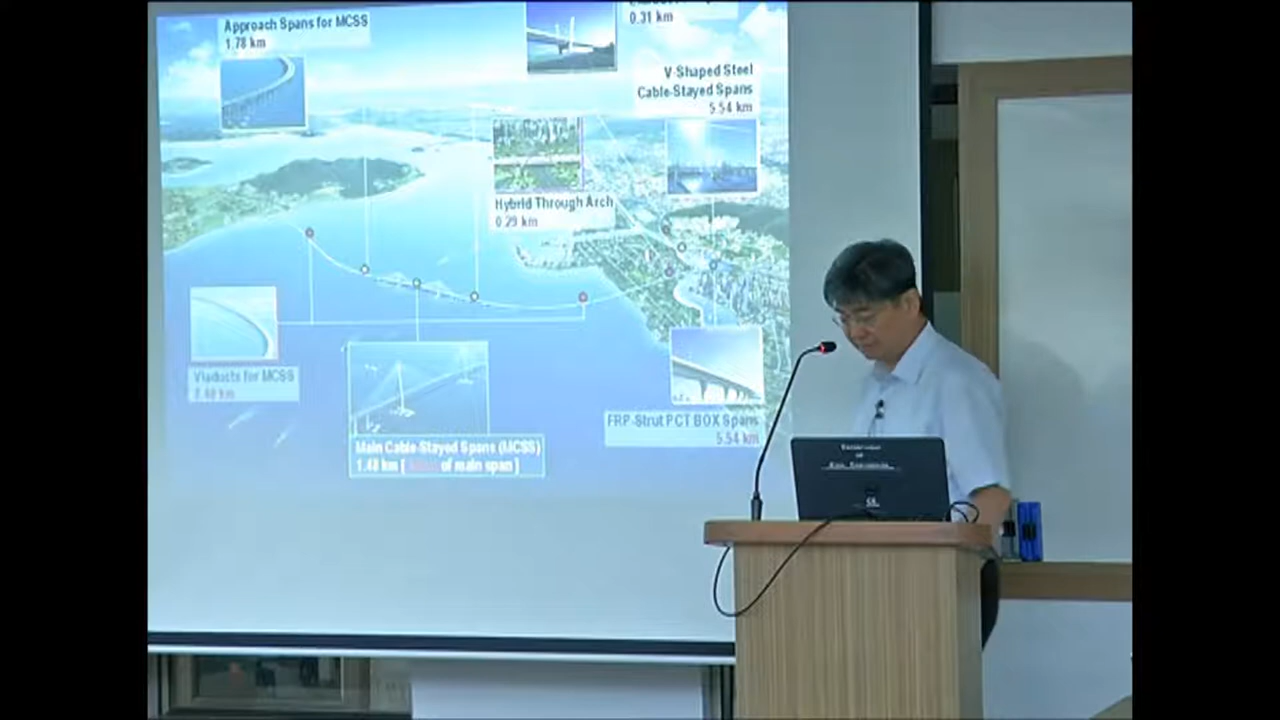 Approach Spans for MCSS
1.78 km
0.31 km
V-Shaped Steel
Cable-Stayed Spans
5.54 km
Hybrid Through Arch
0.29 km
Viaducts for MCSS
Main Cable-Stayed Spans (MCSS)
1.48 km [ of main span ]
FRP-Strut PCT BOX Spans
5.54 km